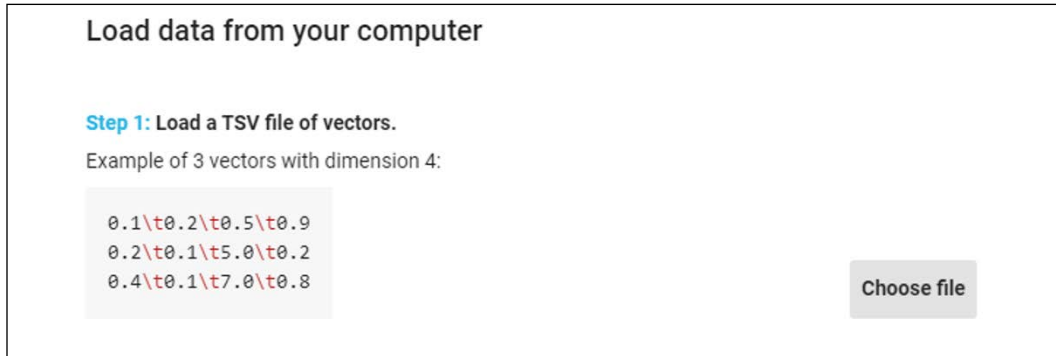 Load data from your computer
Step 1: Load a TSV file of vectors.
Example of 3 vectors with dimension 4:
0.1\t0.2\t0.5\t0.9
0.2\t0.1\t5.0\t0.2
0.4\t0.1\t7.0\t0.8
Choose file